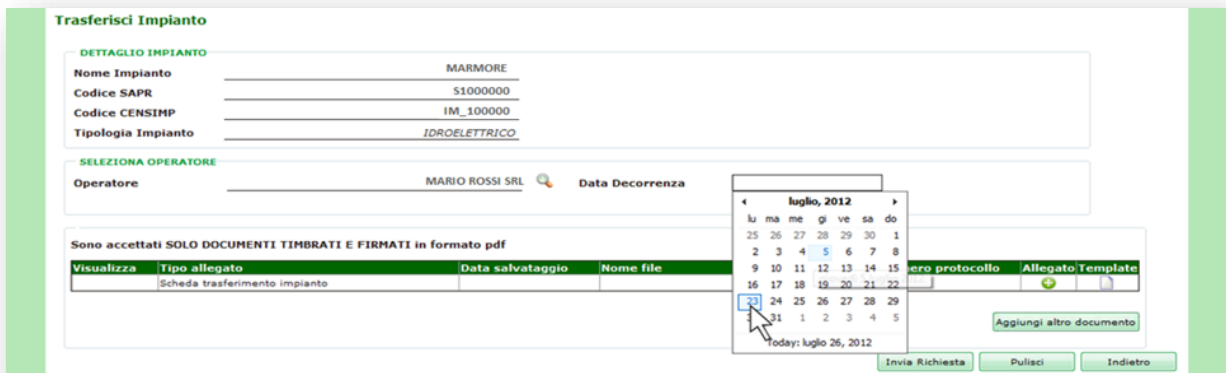 Trasferisci Impianto
DETTAGLIO IMPIANTO
Nome Impianto MARMORE
Codice SAPR S1000000
Codice CENSIMP IM_100000
Tipologia Impianto IDROELETTRICO
SELEZIONA OPERATORE
Operatore MARIO ROSSI SRL Data Decorrenza
luglio, 2012
lu ma me gi ve sa do
25 26 27 28 29 30 1
2 3 4 5 6 7 8
9 10 11 12 13 14 15
16 17 18 19 20 21 22
23 24 25 26 27 28 29
31 1 2 3 4 5
Today: luglio 26, 2012
Sono accettati SOLO DOCUMENTI TIMBRATI E FIRMATI in formato pdf
Visualizza Tipo allegato Data salvataggio Nome file protocollo Allegato Template
Scheda trasferimento impianto
Aggiungi altro documento
Invia Richiesta Pulisci Indietro